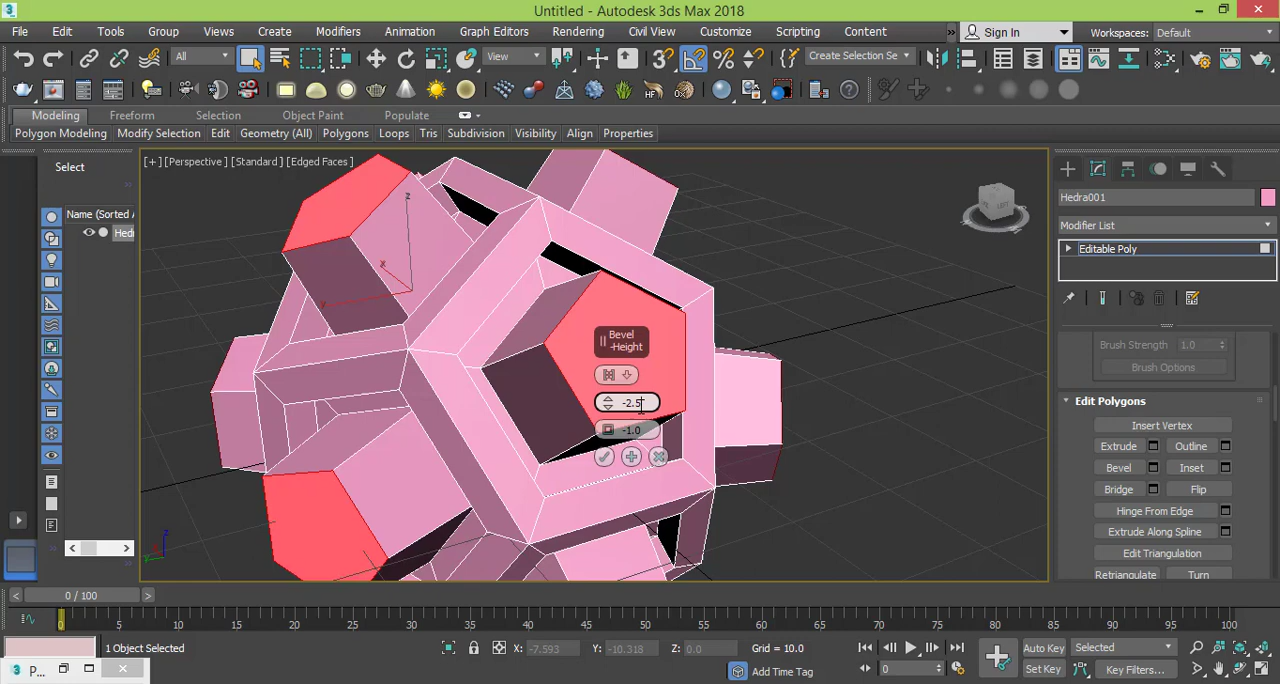 3 Untitled - Autodesk 3ds Max 2018
File Edit Tools Group Views Create Modifiers Animation Graph Editors Rendering Civil View Customize Scripting Content » Sign In Workspaces: Default
All View Create Selection Se
Modeling Freeform Selection Object Paint Populate
Polygon Modeling Modify Selection Edit Geometry (All) Polygons Loops Tris Subdivision Visibility Align Properties
Select
[+] [Perspective] [Standard] [Edged Faces]
Name (Sorted A
Hed
Hedra001
Modifier List
Editable Poly
Bevel
-Height
-2.5
-1.0
Brush Strength 1.0
Brush Options
Edit Polygons
Insert Vertex
Extrude Outline
Bevel Inset
Bridge Flip
Hinge From Edge
Extrude Along Spline
Edit Triangulation
Retriangulate Turn
z
x
y
0 / 100
0 5 10 15 20 25 30 35 40 45 50 55 60 65 70 75 80 85 90 95 100
1 Object Selected
X: -7.593 Y: -10.318 Z: 0.0 Grid = 10.0
Auto Key Selected
P...
Add Time Tag
0
Set Key Key Filters...